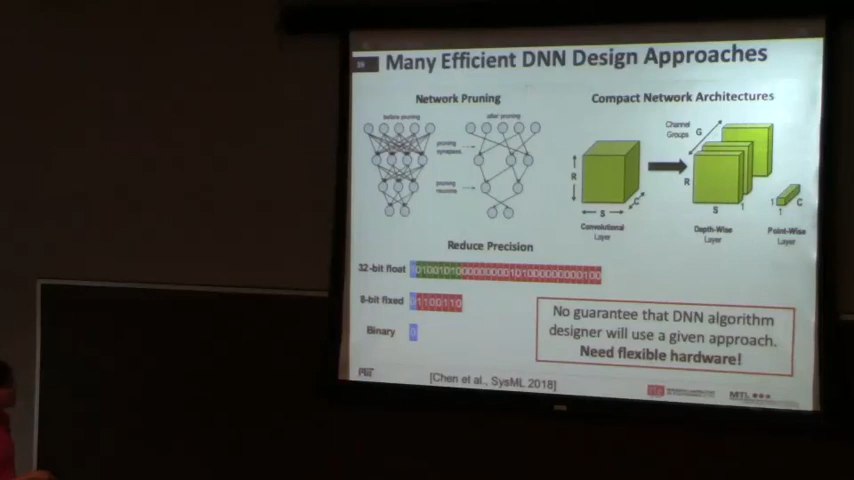 Many Efficient DNN Design Approaches
Network Pruning
before pruning
after pruning
pruning
synapses
pruning
neurons
Compact Network Architectures
Channel
Groups
G
R
S
C
Convolutional
Layer
R
S
1
Depth-Wise
Layer
1
1
C
Point-Wise
Layer
Reduce Precision
32-bit float
8-bit fixed
01100110
Binary
0
No guarantee that DNN algorithm
designer will use a given approach.
Need flexible hardware!
[Chen et al., SysML 2018]
MTL